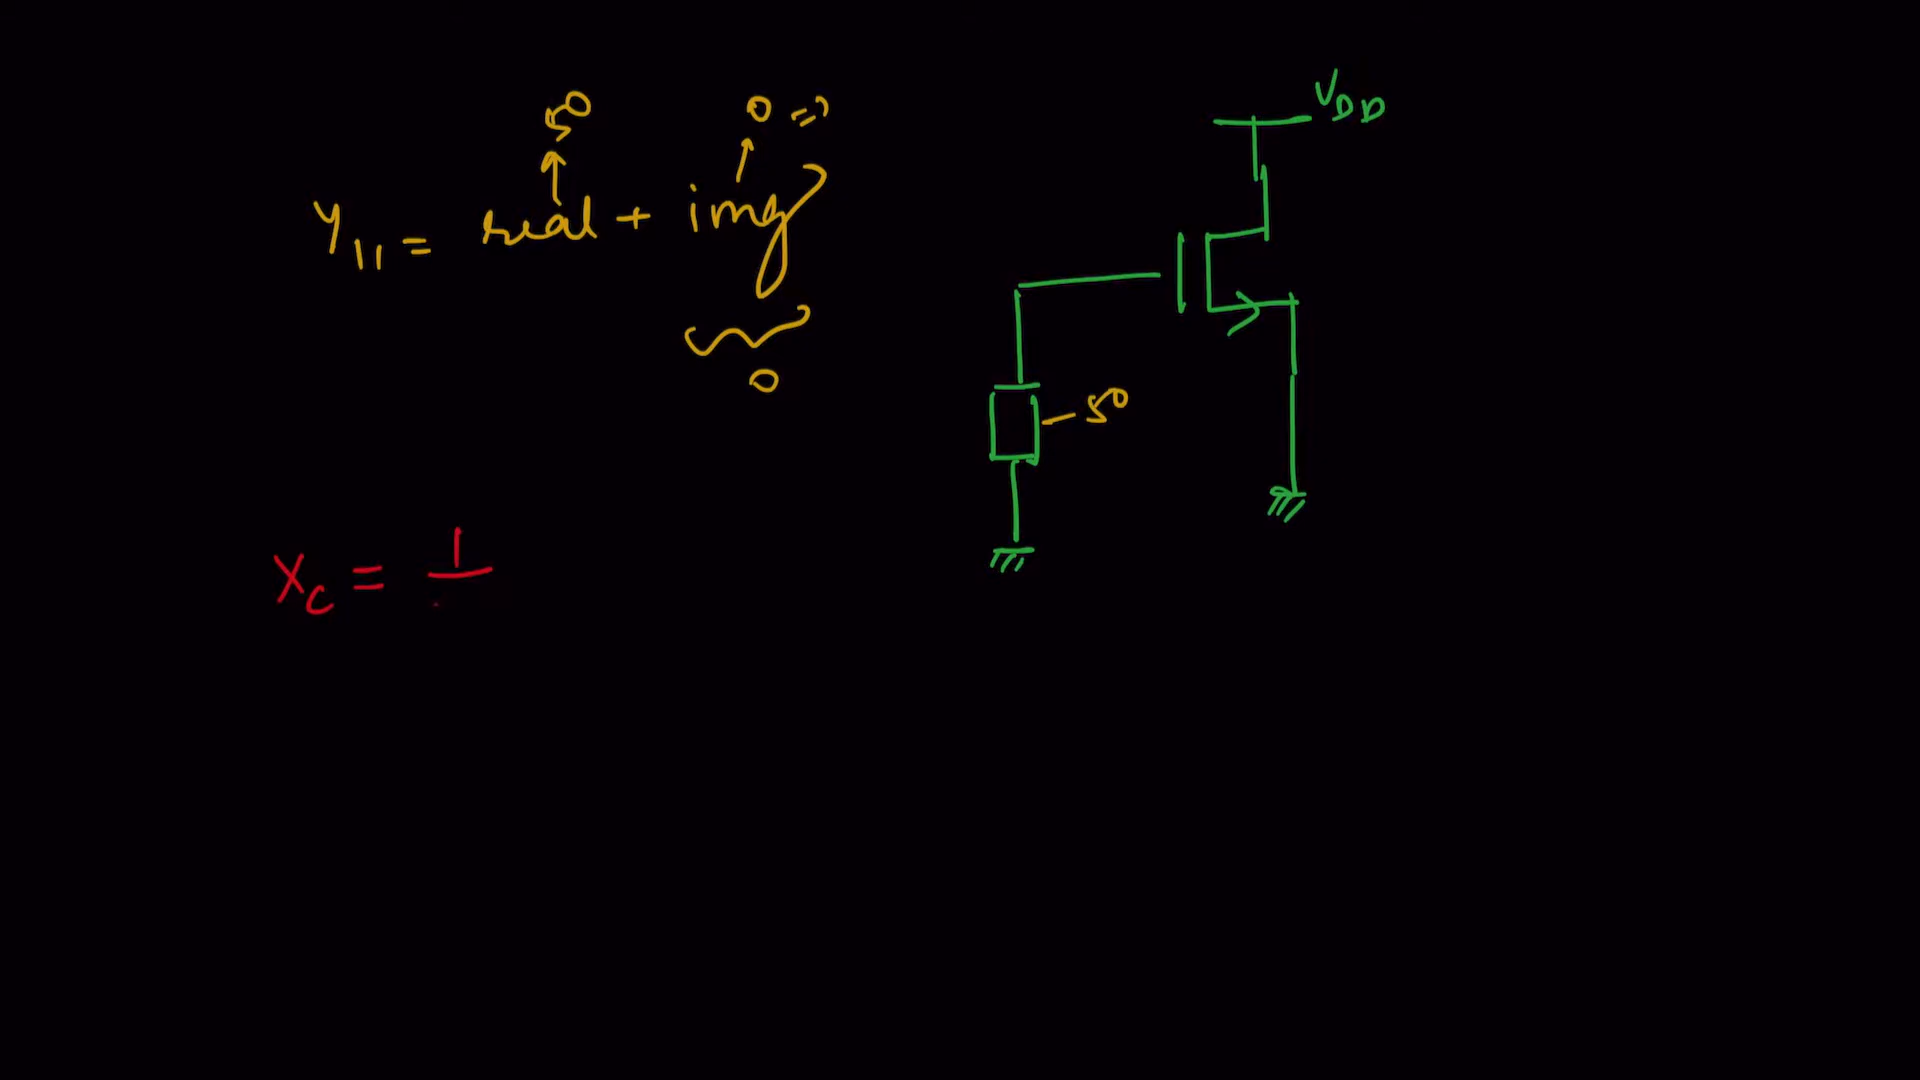 50 0 =>
Y11 = real + img
0
VDD
50
Xc = 1